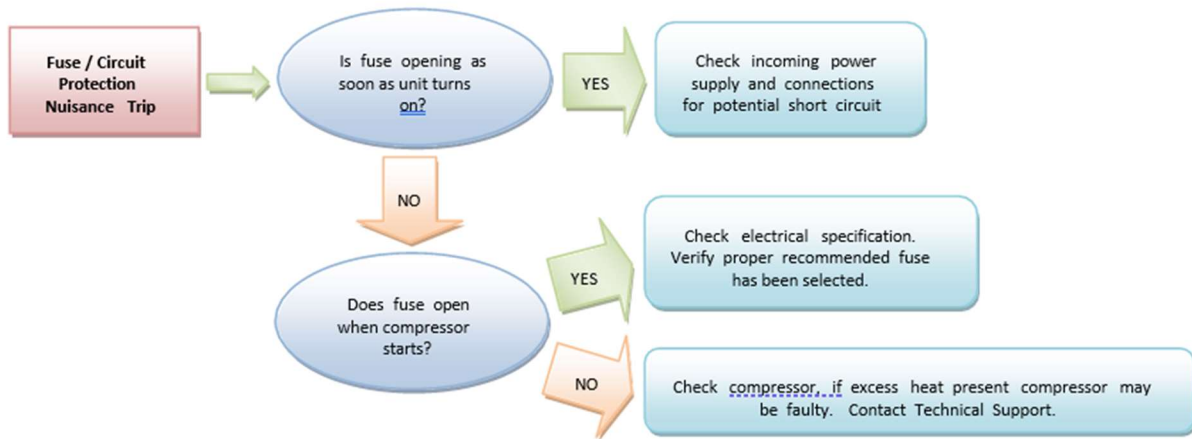 Fuse / Circuit
Protection
Nuisance Trip
Is fuse opening as
soon as unit turns
on?
YES
Check incoming power
supply and connections
for potential short circuit
NO
Does fuse open
when compressor
starts?
YES
Check electrical specification.
Verify proper recommended fuse
has been selected.
NO
Check compressor, if excess heat present compressor may
be faulty. Contact Technical Support.